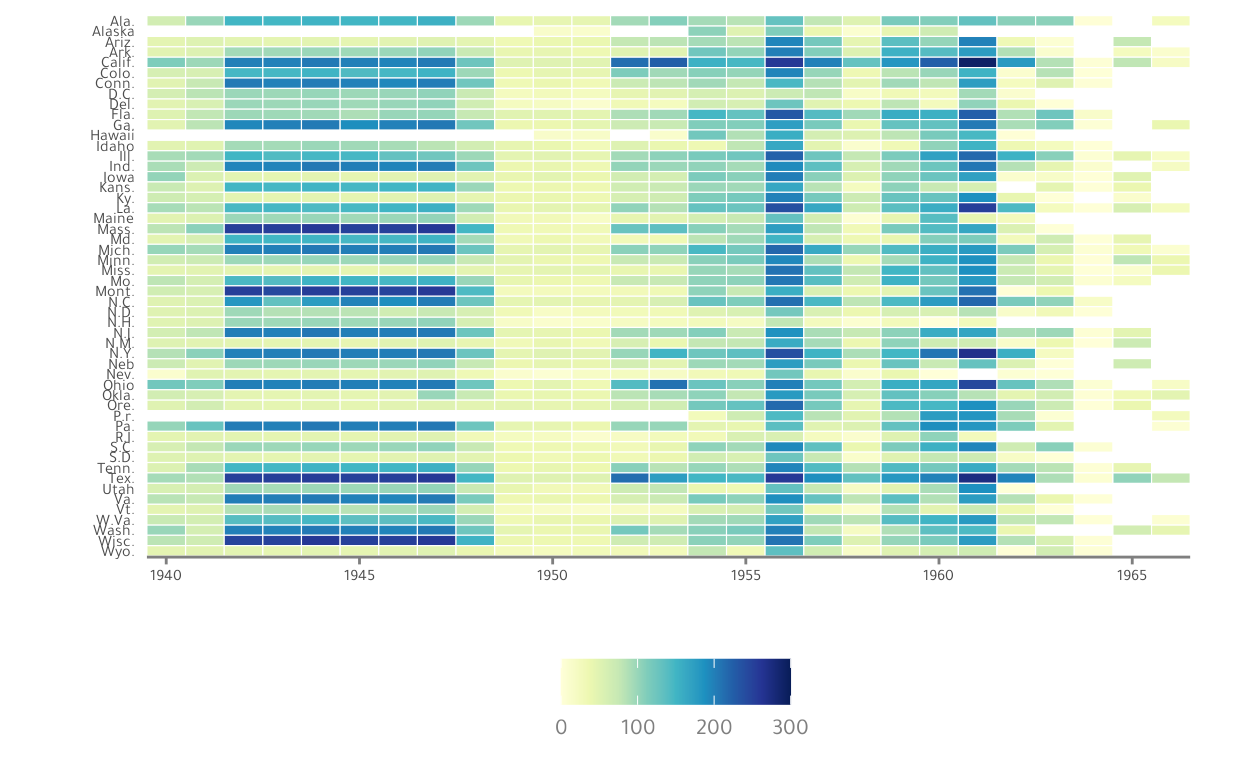 Ala.
Alaska
Ariz.
Ark.
Calif.
Colo.
Conn.
D.C.
Del.
Fla.
Ga.
Hawaii
Idaho
Ill.
Ind.
Iowa
Kans.
Ky.
La.
Maine
Mass.
Md.
Mich.
Minn.
Miss.
Mo.
Mont.
N.C.
N.D.
N.H.
N.J.
N.M.
N.Y.
Neb
Nev.
Ohio
Okla.
Ore.
P.r.
Pa.
R.I.
S.C.
S.D.
Tenn.
Tex.
Utah
Va.
Vt.
W.Va.
Wash.
Wisc.
Wyo.
1940 1945 1950 1955 1960 1965
0 100 200 300